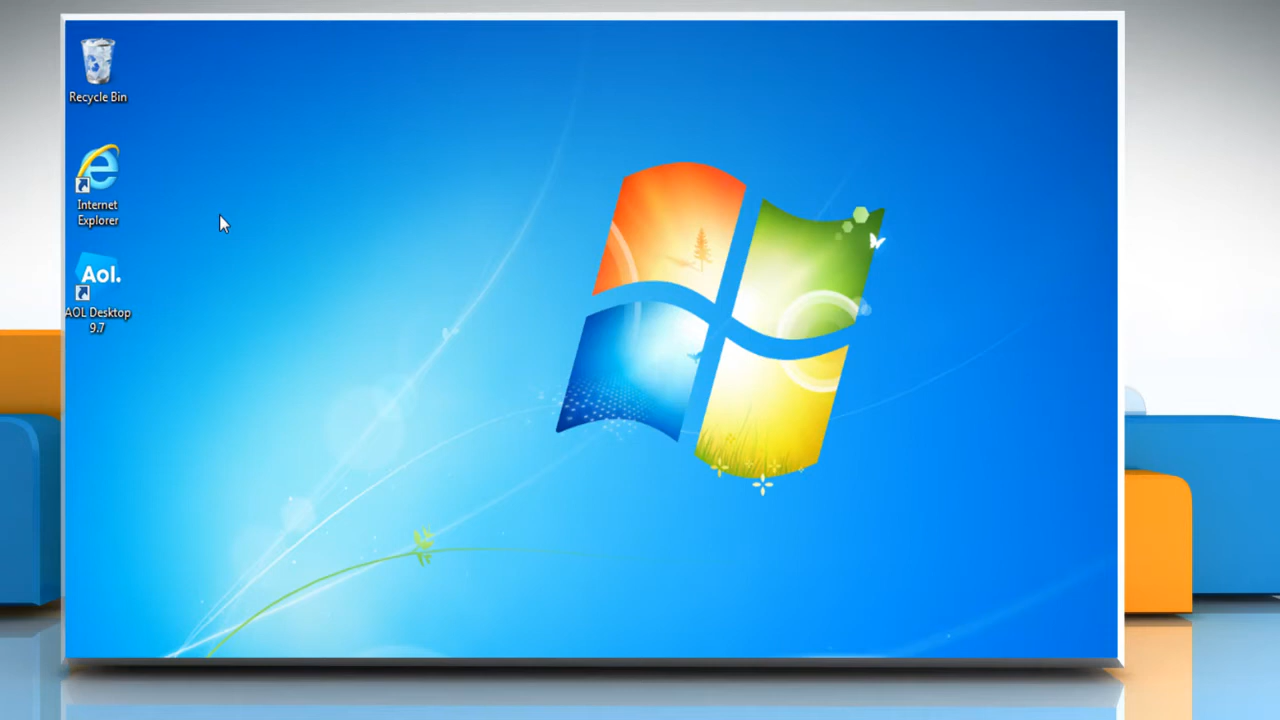 Recycle Bin
Internet
Explorer
Aol.
AOL Desktop
9.7